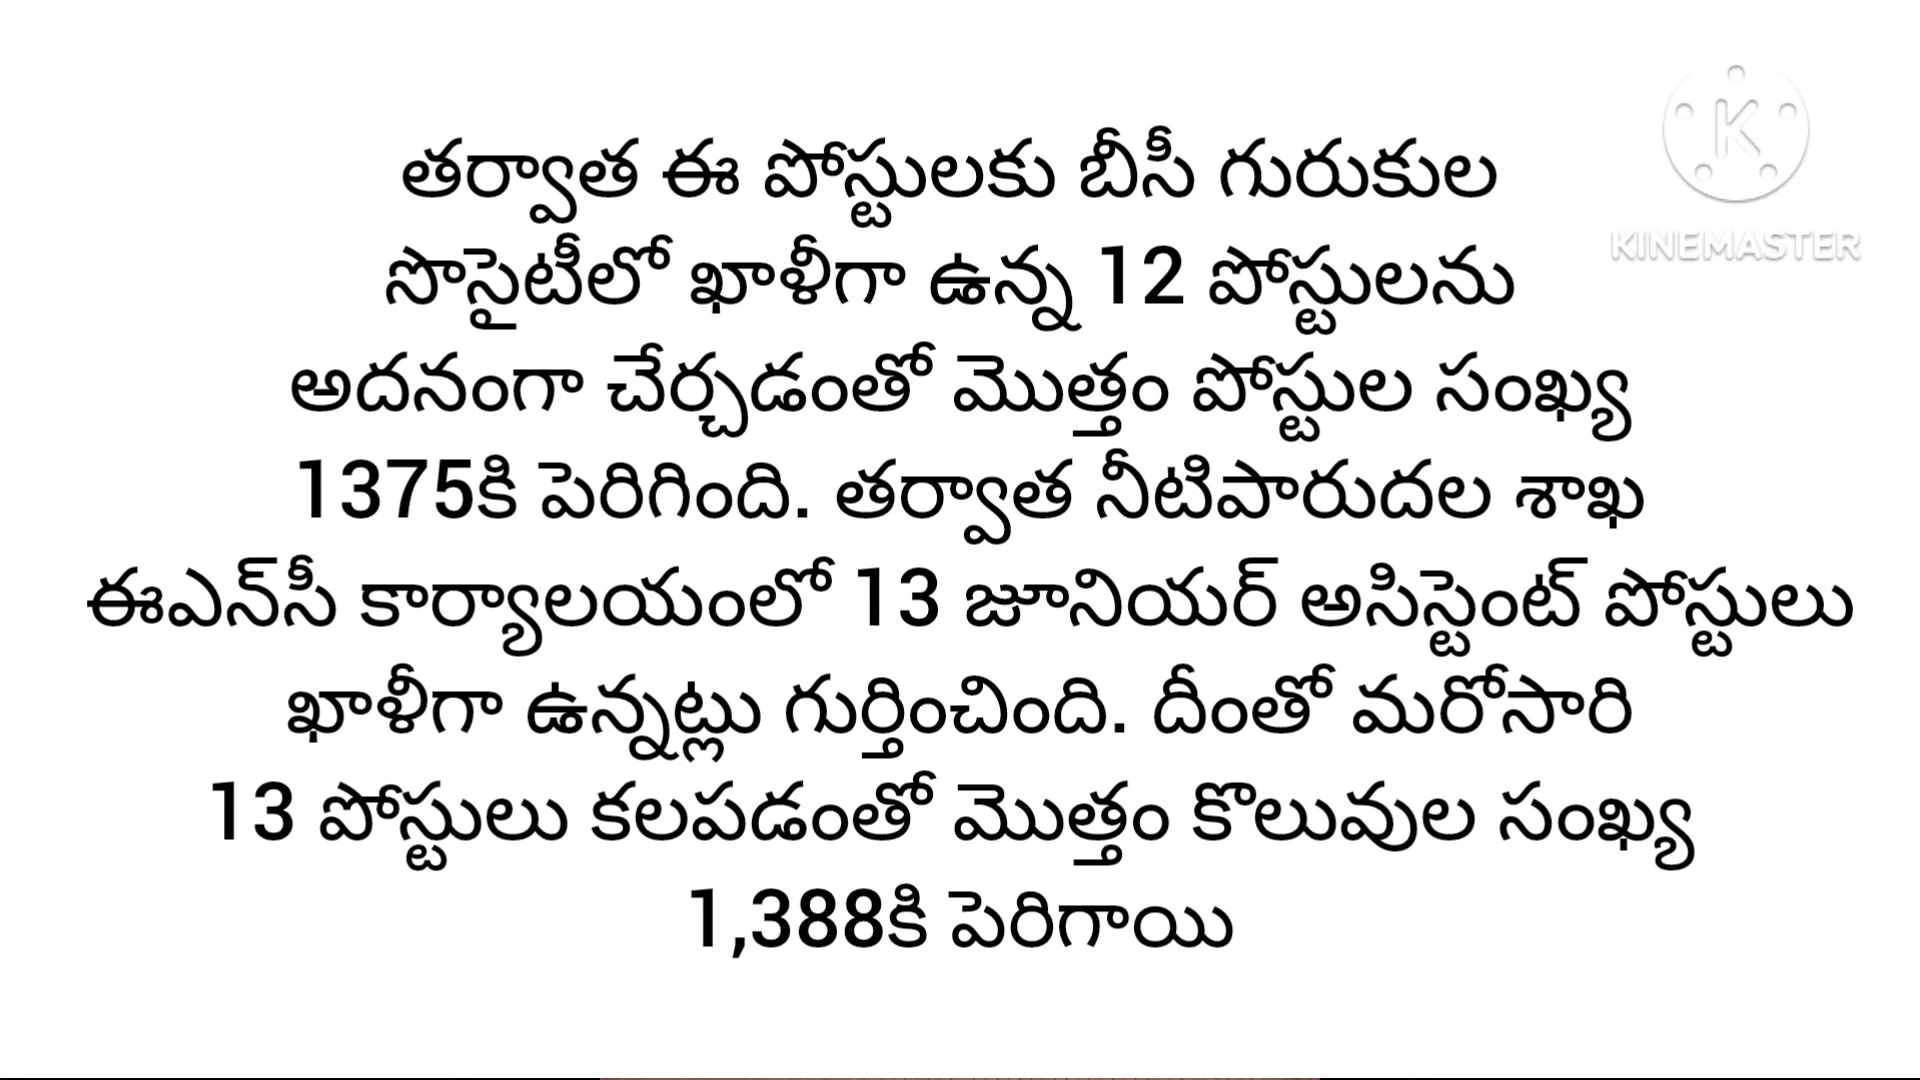 తర్వాత ఈ పోస్టులకు బీసీ గురుకుల
సొసైటీలో ఖాళీగా ఉన్న 12 పోస్టులను
అదనంగా చేర్చడంతో మొత్తం పోస్టుల సంఖ్య
1375కి పెరిగింది. తర్వాత నీటిపారుదల శాఖ
ఈఎన్‌సీ కార్యాలయంలో 13 జూనియర్ అసిస్టెంట్ పోస్టులు
ఖాళీగా ఉన్నట్లు గుర్తించింది. దీంతో మరోసారి
13 పోస్టులు కలపడంతో మొత్తం కొలువుల సంఖ్య
1,388కి పెరిగాయి
K
KINEMASTER